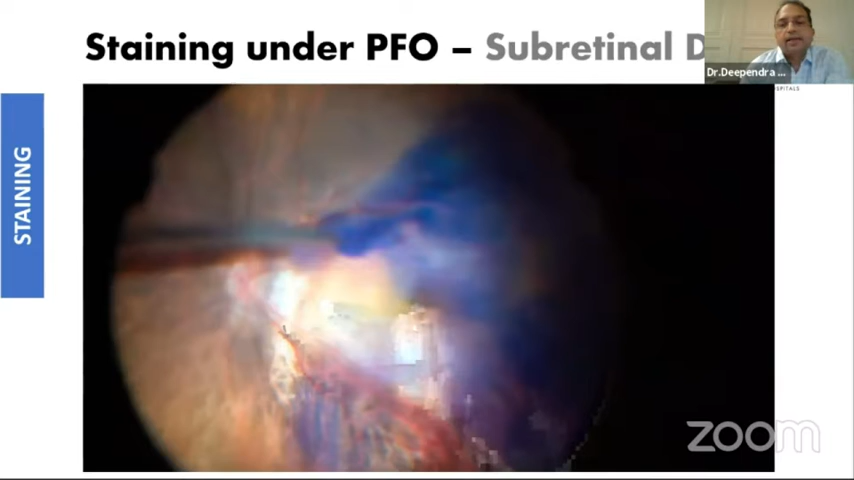 Staining under PFO – Subretinal
Dr.Deependra ...
STAINING
zoom